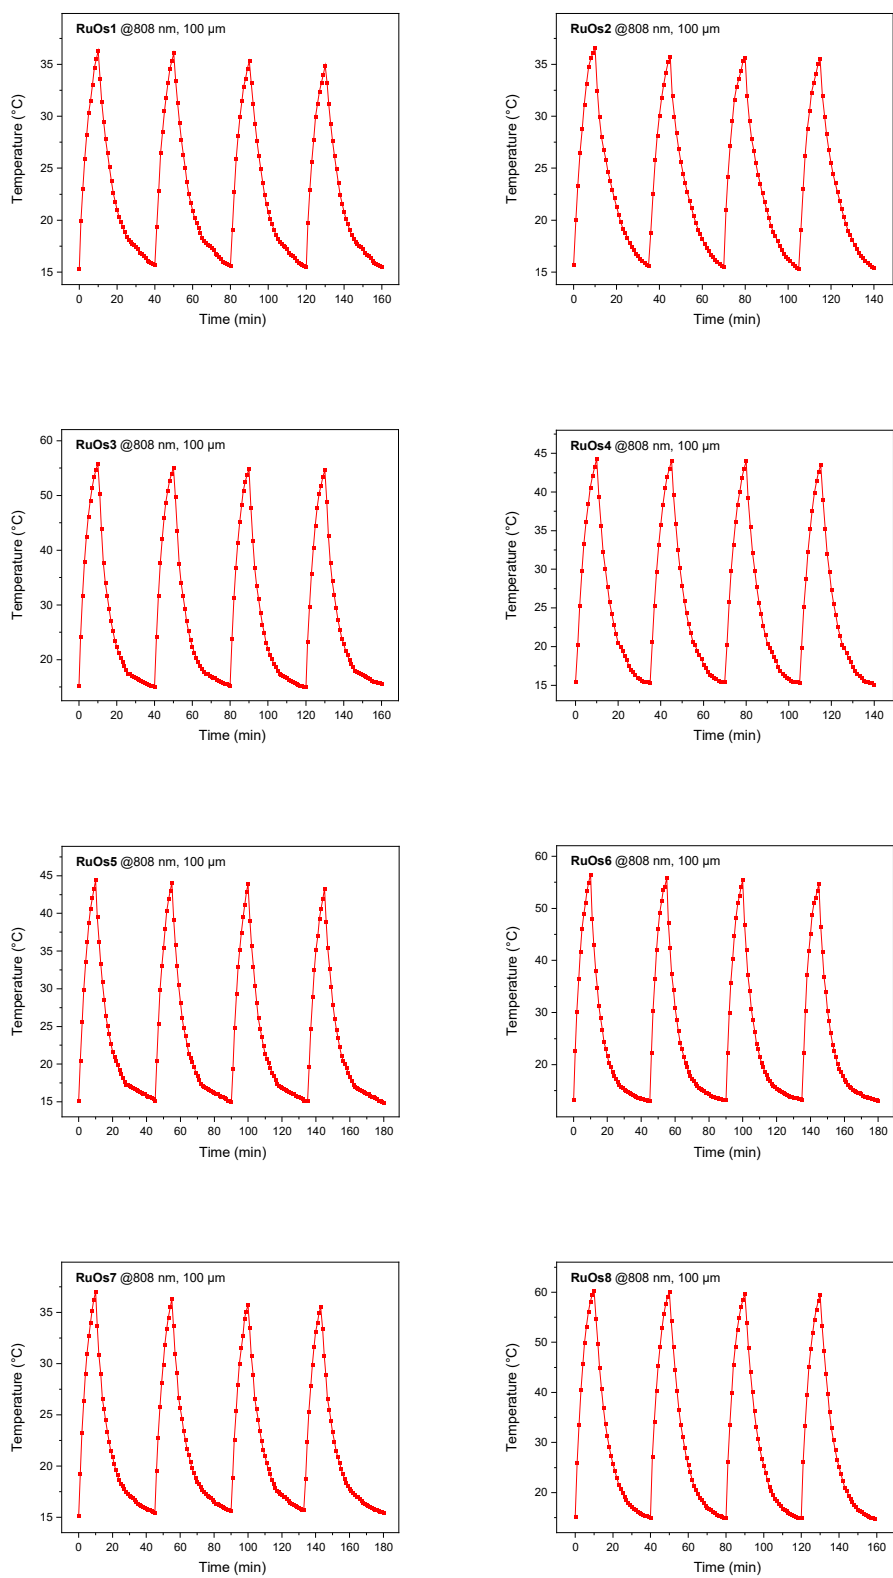 RuOs1 @808 nm, 100 μm
35
30
25
20
15
0 20 40 60 80 100 120 140 160
Temperature (°C)
Time (min)
RuOs2 @808 nm, 100 μm
35
30
25
20
15
0 20 40 60 80 100 120 140
Temperature (°C)
Time (min)
RuOs3 @808 nm, 100 μm
60
50
40
30
20
0 20 40 60 80 100 120 140 160
Temperature (°C)
Time (min)
RuOs4 @808 nm, 100 μm
45
40
35
30
25
20
15
0 20 40 60 80 100 120 140
Temperature (°C)
Time (min)
RuOs5 @808 nm, 100 μm
45
40
35
30
25
20
15
0 20 40 60 80 100 120 140 160 180
Temperature (°C)
Time (min)
RuOs6 @808 nm, 100 μm
60
50
40
30
20
0 20 40 60 80 100 120 140 160 180
Temperature (°C)
Time (min)
RuOs7 @808 nm, 100 μm
35
30
25
20
15
0 20 40 60 80 100 120 140 160 180
Temperature (°C)
Time (min)
RuOs8 @808 nm, 100 μm
60
50
40
30
20
0 20 40 60 80 100 120 140 160
Temperature (°C)
Time (min)